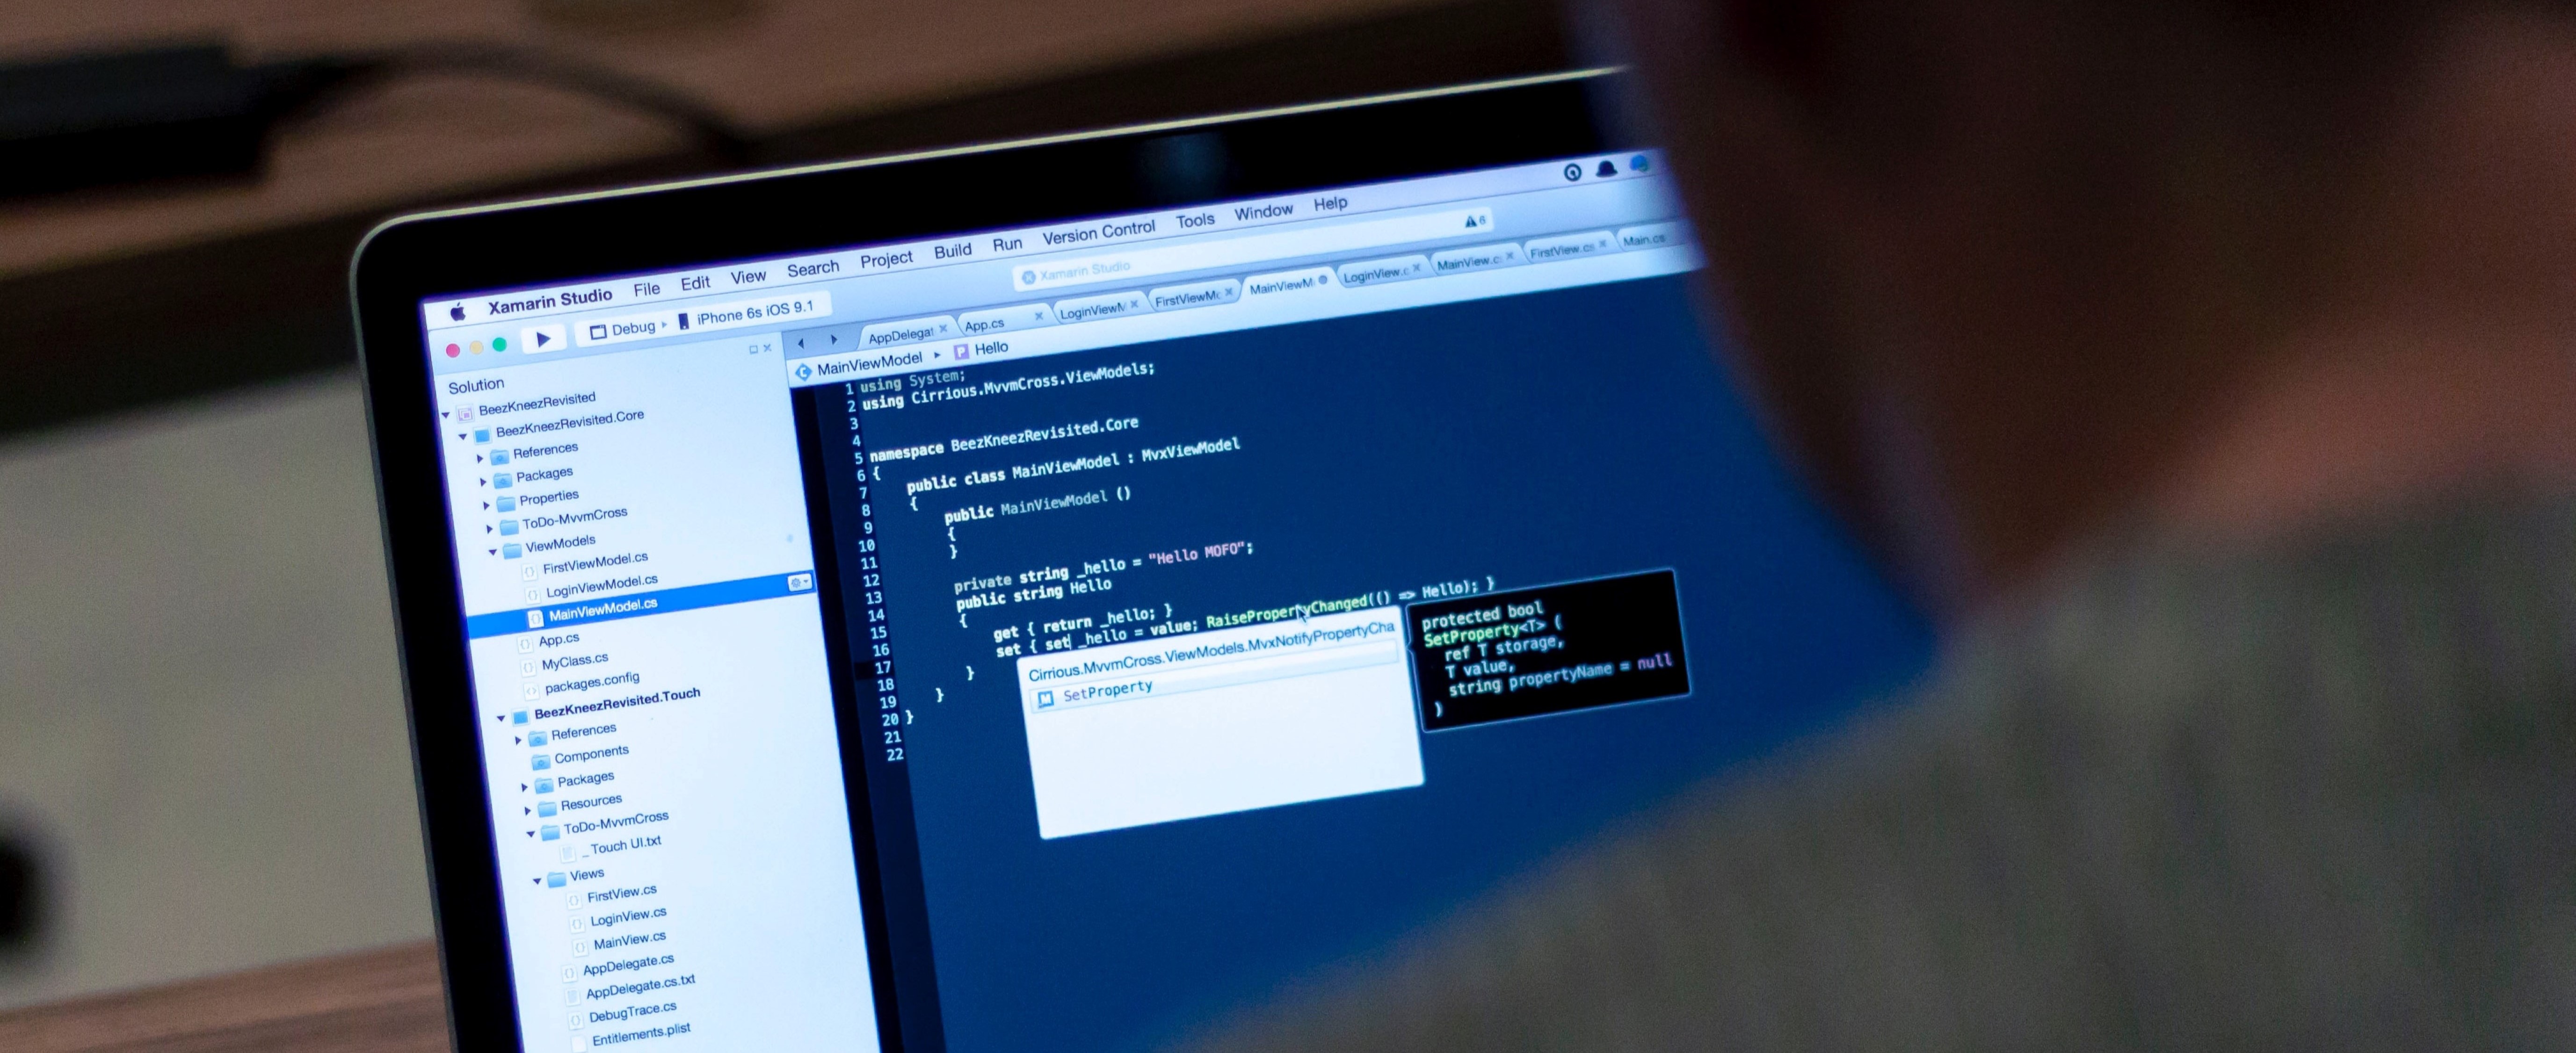 Xamarin Studio File Edit View Search Project Build Run Version Control Tools Window Help
Debug iPhone 6s iOS 9.1
Xamarin Studio
6
AppDelegat
App.cs
LoginViewM
FirstViewMc
MainViewM
LoginView.c
MainView.c
FirstView.cs
Main.cs
MainViewModel Hello
Solution
BeezKneezRevisited
BeezKneezRevisited.Core
References
Packages
Properties
ToDo-MvvmCross
ViewModels
FirstViewModel.cs
LoginViewModel.cs
MainViewModel.cs
App.cs
MyClass.cs
packages.config
BeezKneezRevisited.Touch
References
Components
Packages
Resources
ToDo-MvvmCross
_Touch UI.txt
Views
FirstView.cs
LoginView.cs
MainView.cs
AppDelegate.cs
AppDelegate.cs.txt
DebugTrace.cs
Entitlements.plist
1 using System;
2 using Cirrious.MvvmCross.ViewModels;
3
4
5 namespace BeezKneezRevisited.Core
6 {
7 public class MainViewModel : MvxViewModel
8 {
9 public MainViewModel ()
10 {
11 }
12
13 private string _hello = "Hello MOFO";
14 public string Hello
15 {
16 get { return _hello; }
17 set { set _hello = value; RaisePropertyChanged(() => Hello); }
18 }
19 }
20 }
21
22
Cirrious.MvvmCross.ViewModels.MvxNotifyPropertyCha
SetProperty
protected bool
SetProperty<T> (
ref T storage,
T value,
string propertyName = null
)